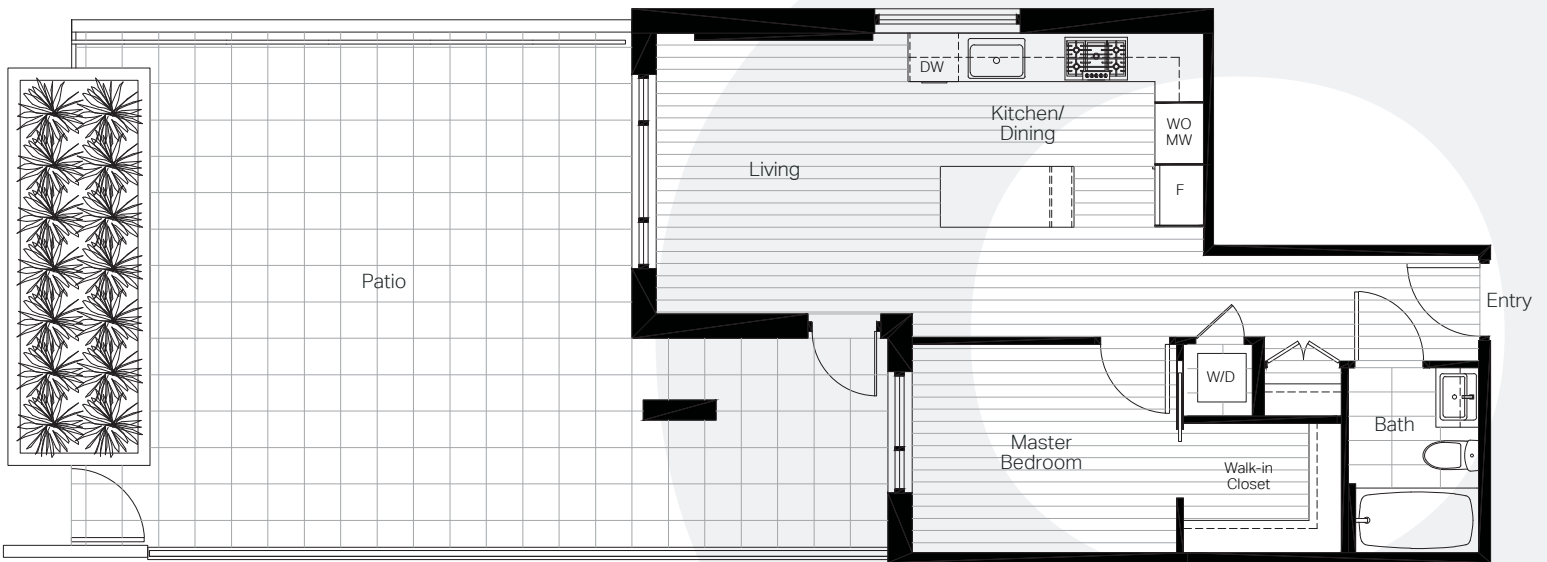 DW
Kitchen/
Dining
WO
MW
Living
F
Patio
Entry
W/D
Bath
Master
Bedroom
Walk-in
Closet